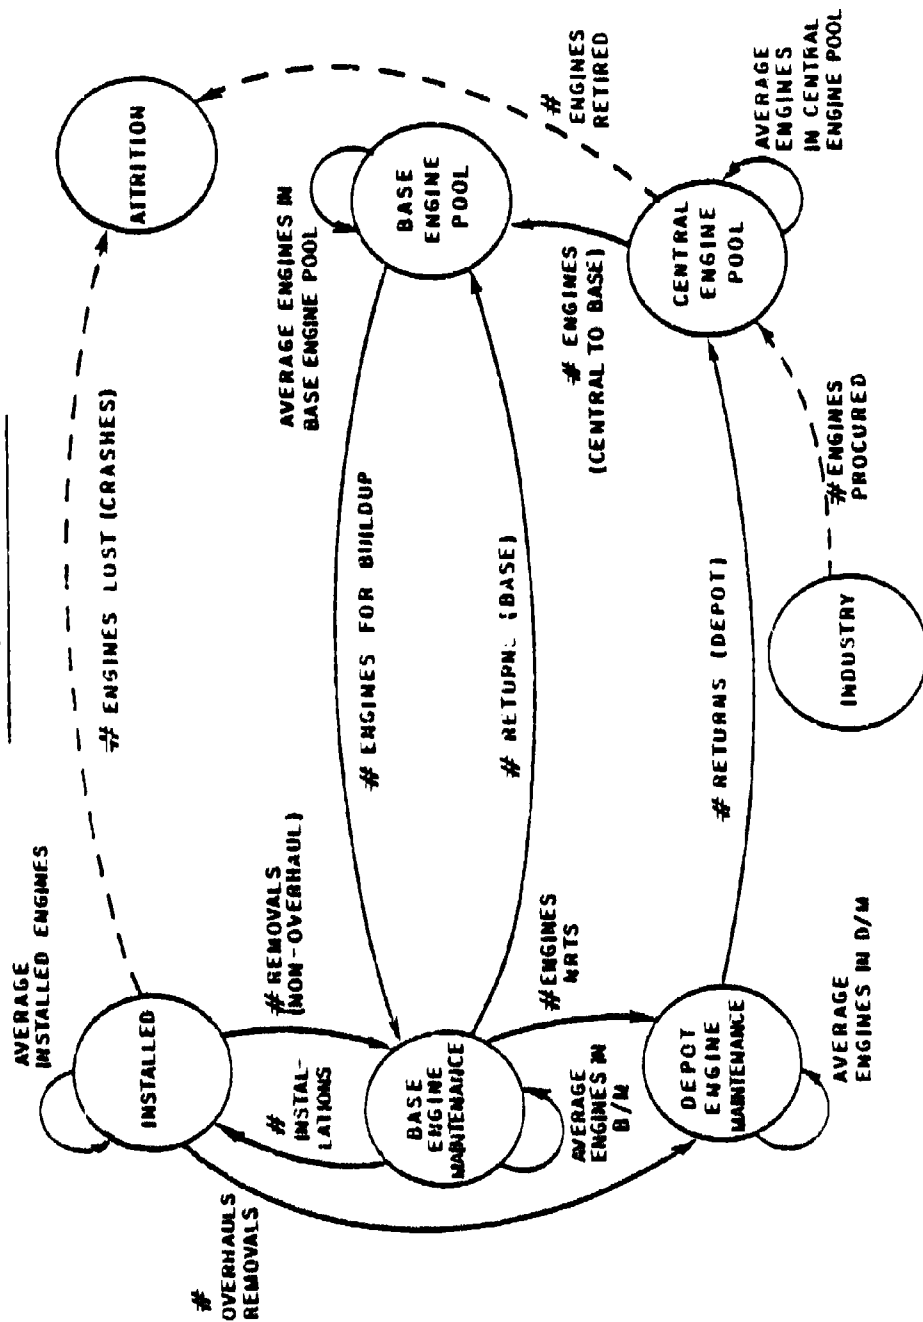 AVERAGE
INSTALLED ENGINES
INSTALLED
# ENGINES LOST (CRASHES)
ATTRITION
#
OVERHAULS
REMOVALS
#
INSTAL-
LATIONS
# REMOVALS
(NON-OVERHAUL)
# ENGINES FOR BUILDUP
AVERAGE ENGINES IN
BASE ENGINE POOL
BASE
ENGINE
POOL
BASE
ENGINE
MAINTENANCE
# RETURNS (BASE)
#
ENGINES
RETIRED
AVERAGE
ENGINES IN
B/M
#ENGINES
NRTS
# ENGINES
(CENTRAL TO BASE)
DEPOT
ENGINE
MAINTENANCE
# RETURNS (DEPOT)
CENTRAL
ENGINE
POOL
AVERAGE
ENGINES
IN CENTRAL
ENGINE POOL
AVERAGE
ENGINES IN D/M
INDUSTRY
#ENGINES
PROCURED